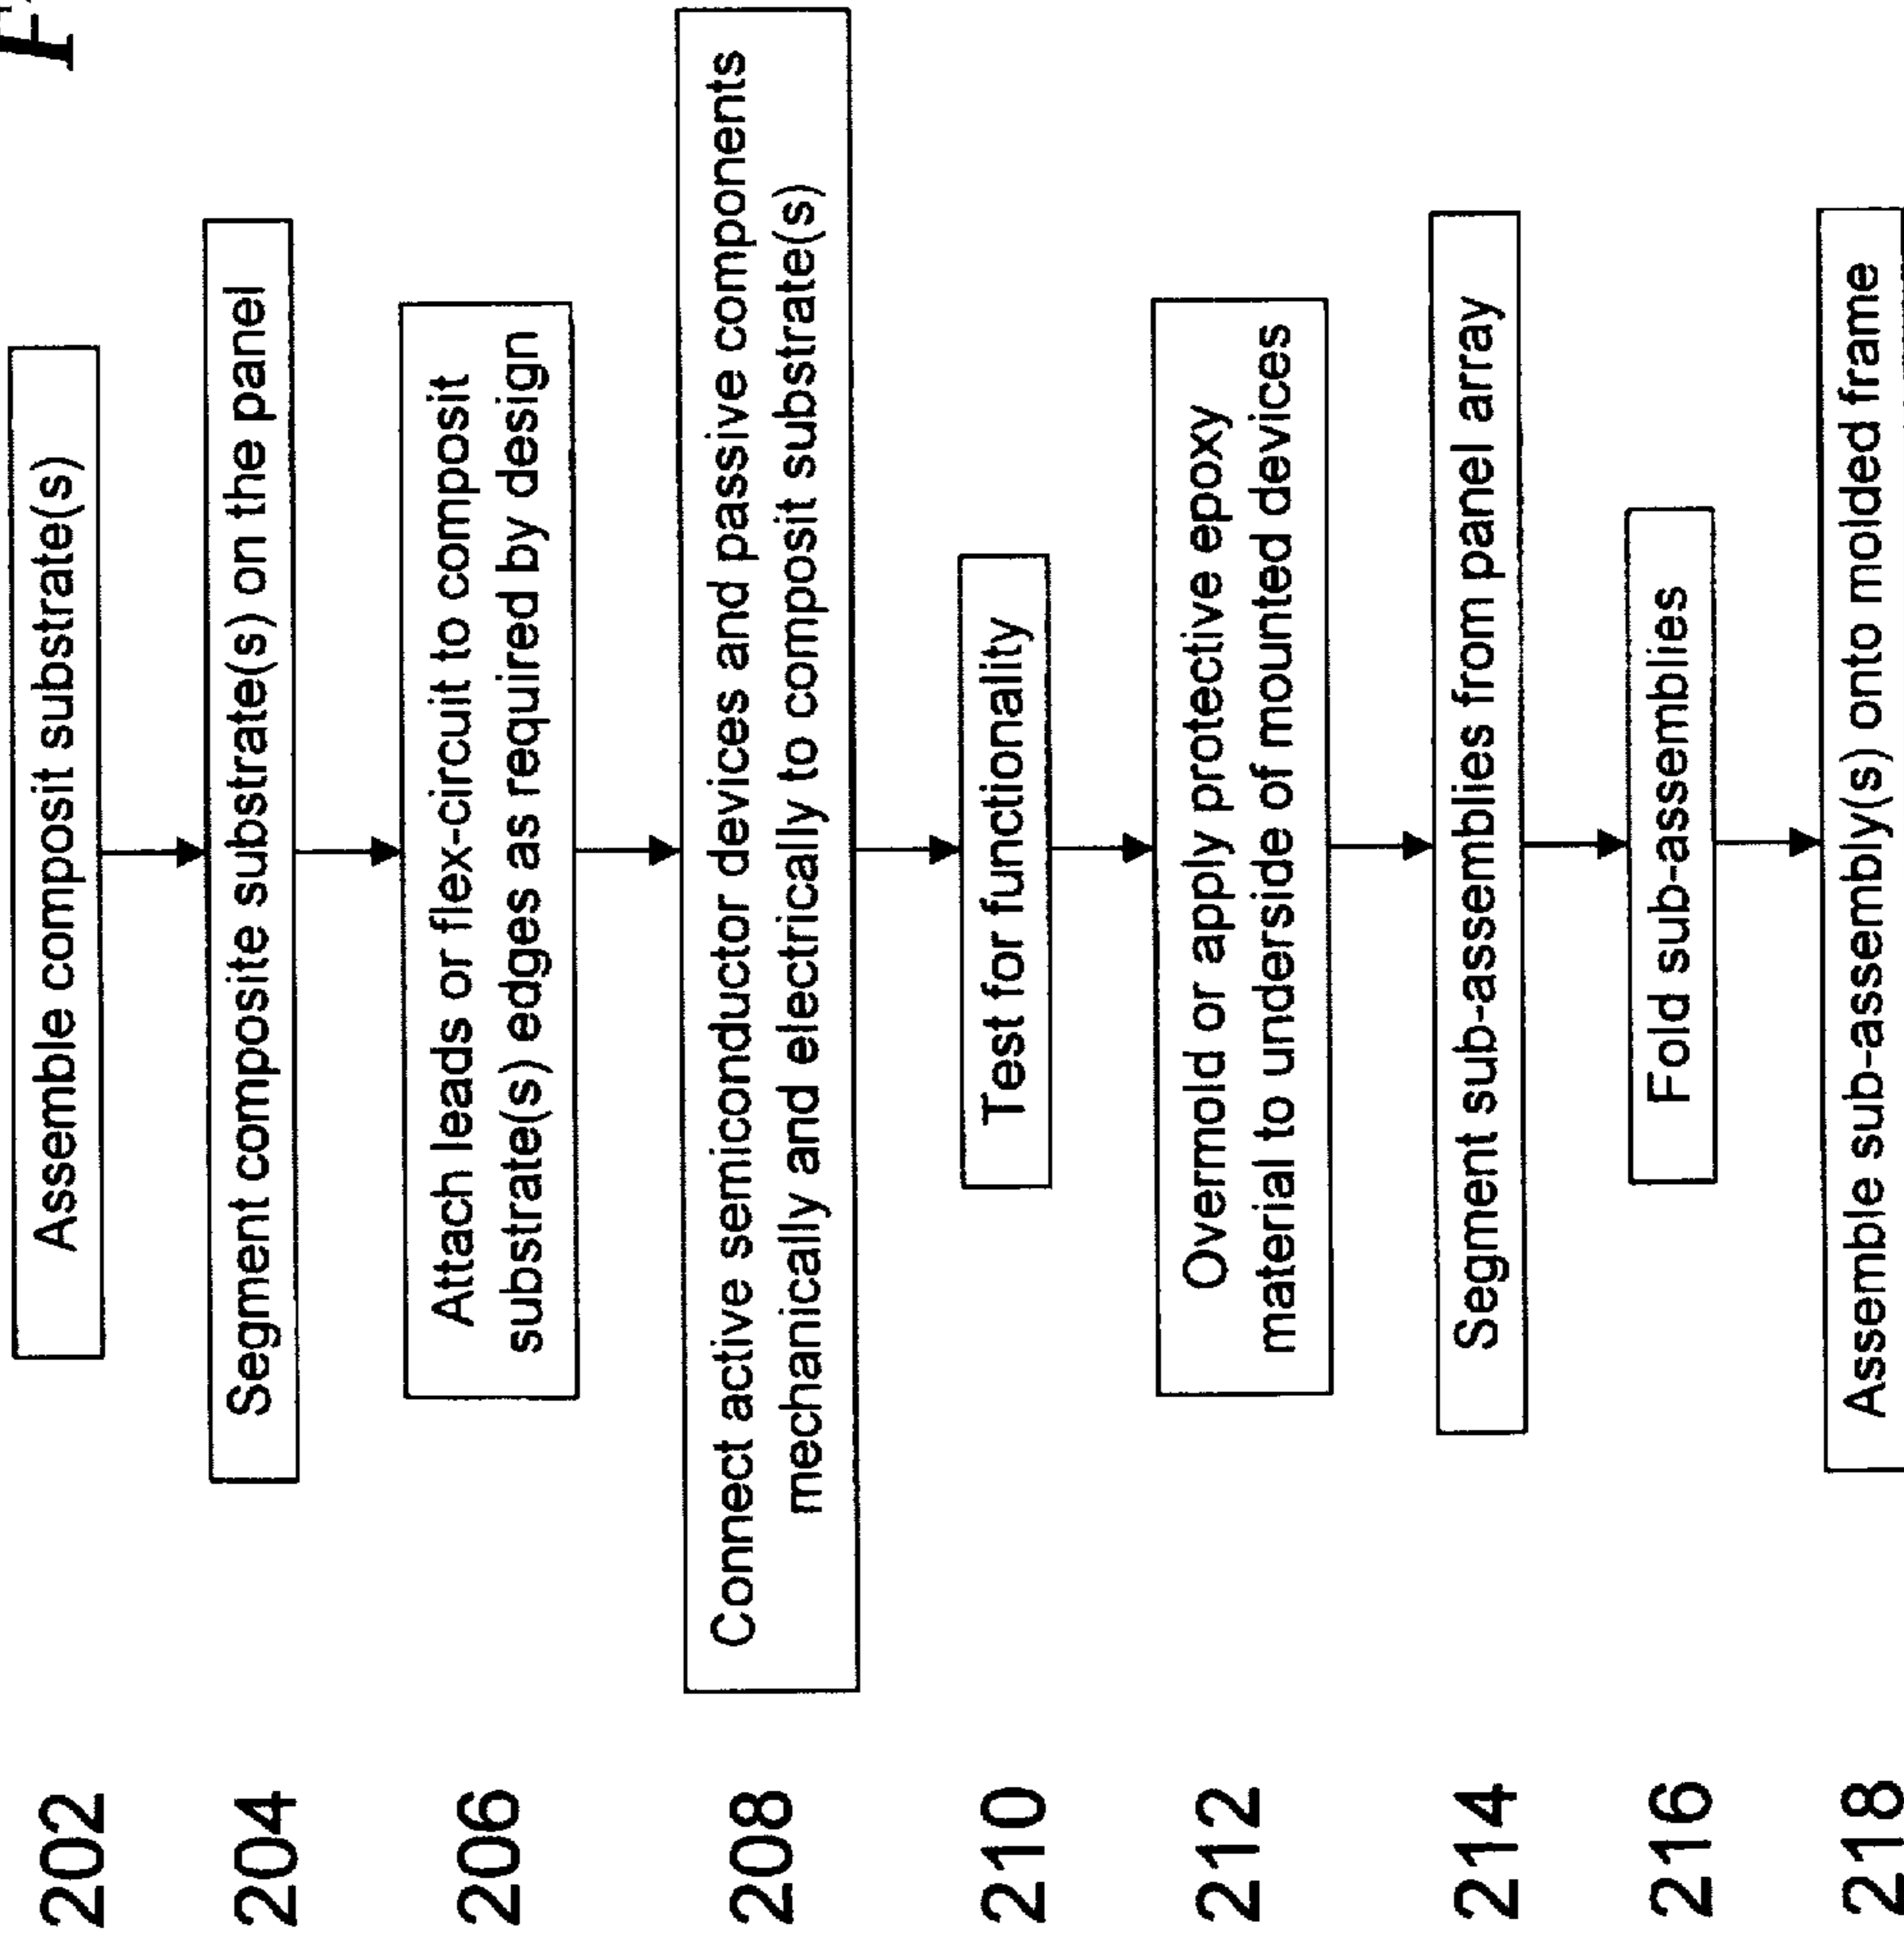 202
Assemble composit substrate(s)
204
Segment composite substrate(s) on the panel
206
Attach leads or flex-circuit to composit
substrate(s) edges as required by design
208
Connect active semiconductor devices and passive components
mechanically and electrically to composit substrate(s)
210
Test for functionality
212
Overmold or apply protective epoxy
material to underside of mounted devices
214
Segment sub-assemblies from panel array
216
Fold sub-assemblies
218
Assemble sub-assembly(s) onto molded frame